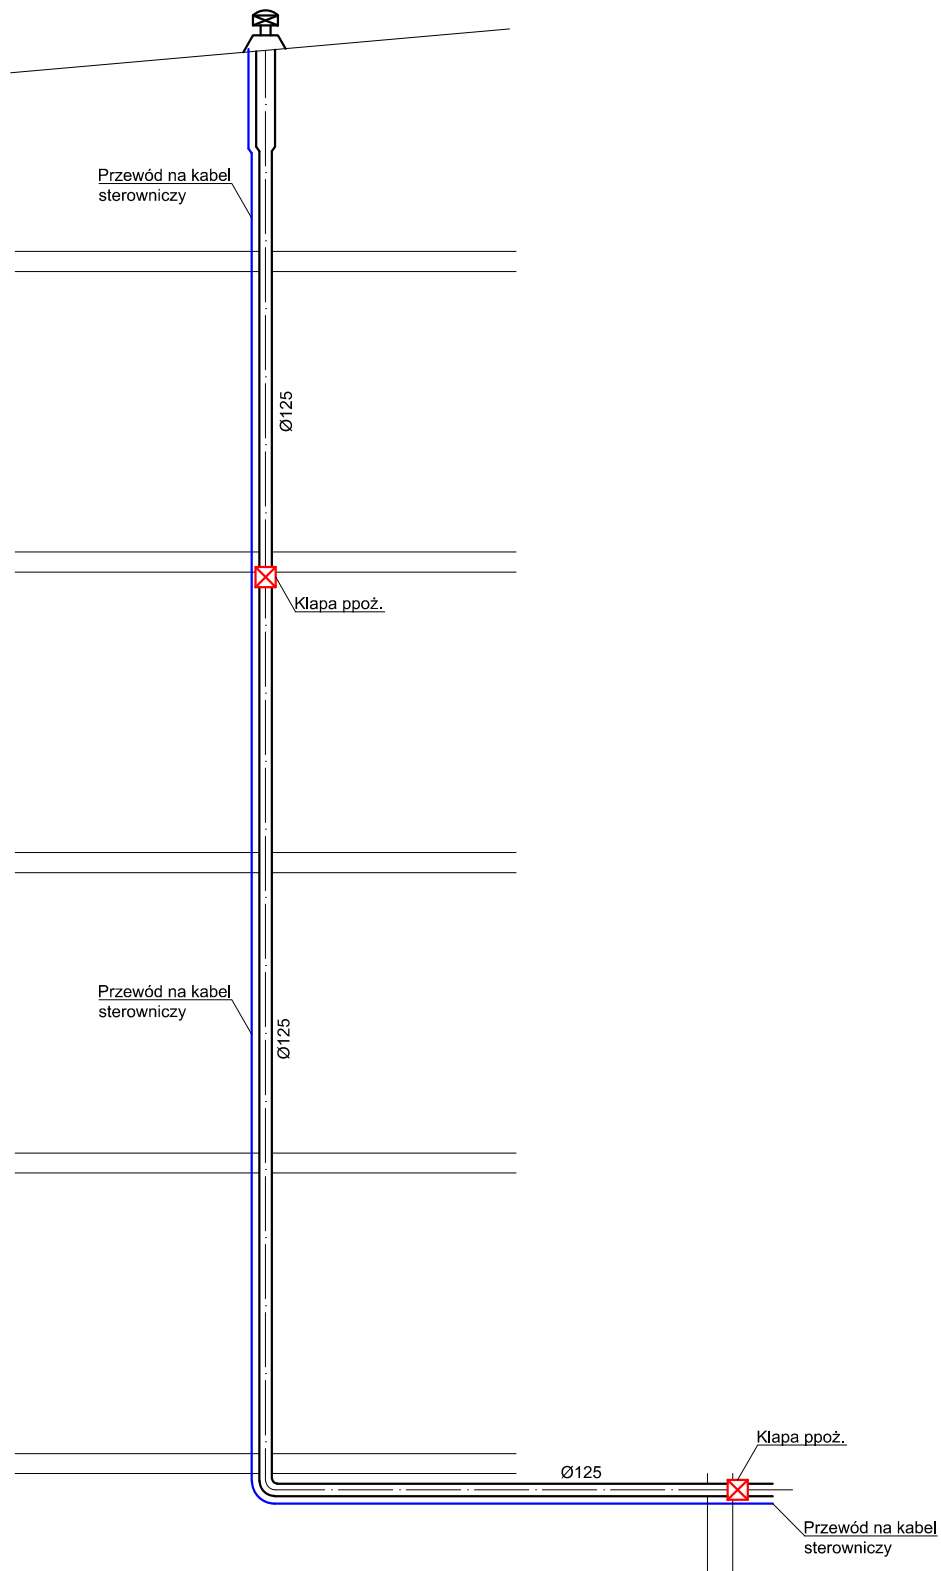 Przewód na kabel
sterowniczy
Ø125
Klapa ppoż.
Przewód na kabel
sterowniczy
Ø125
Klapa ppoż.
Ø125
Przewód na kabel
sterowniczy